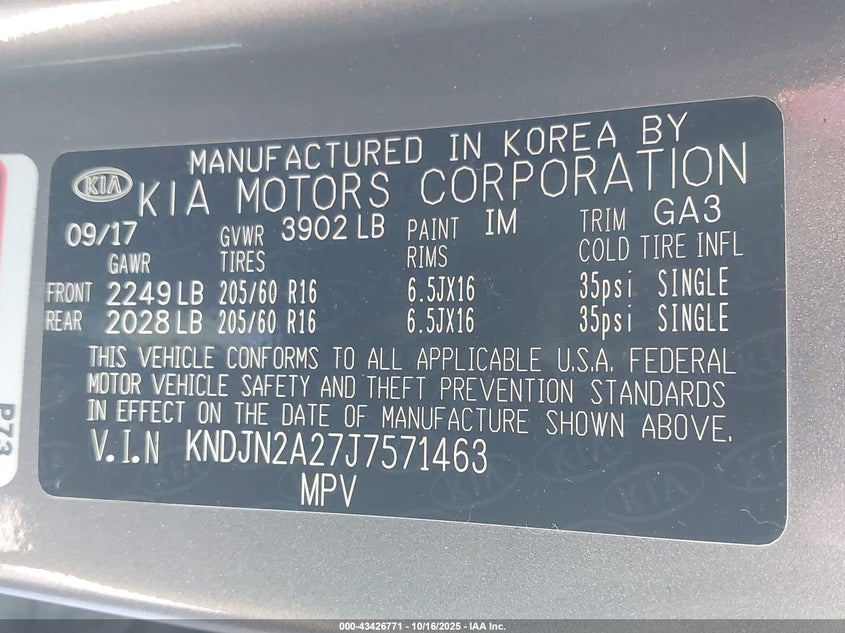 MANUFACTURED IN KOREA BY
KIA KIA MOTORS CORPORATION
09/17 GVWR 3902 LB PAINT IM TRIM GA3
GAWR TIRES RIMS COLD TIRE INFL
FRONT 2249 LB 205/60 R16 6.5JX16 35psi SINGLE
REAR 2028 LB 205/60 R16 6.5JX16 35psi SINGLE
THIS VEHICLE CONFORMS TO ALL APPLICABLE U.S.A. FEDERAL
MOTOR VEHICLE SAFETY AND THEFT PREVENTION STANDARDS
IN EFFECT ON THE DATE OF MANUFACTURE SHOWN ABOVE.
V.I.N KNDJN2A27J7571463
MPV
KIA
P73
000-43426771 - 10/16/2025 - IAA Inc.